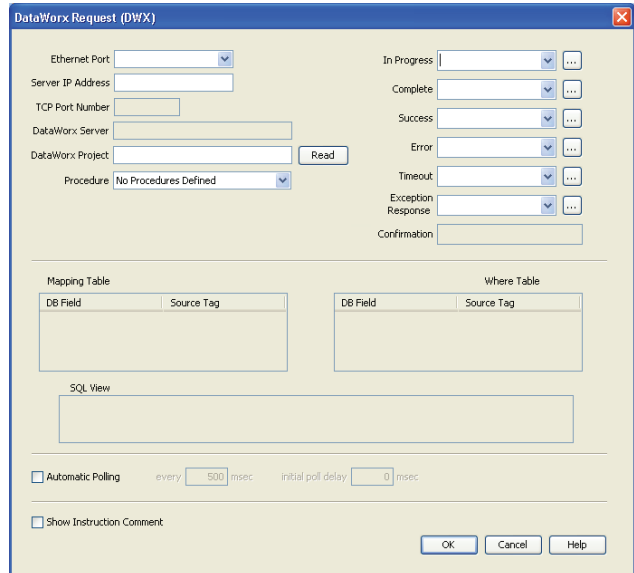 DataWorx Request (DWX)
Ethernet Port
Server IP Address
TCP Port Number
DataWorx Server
DataWorx Project
Read
Procedure No Procedures Defined
In Progress
...
Complete
...
Success
...
Error
...
Timeout
...
Exception
Response
...
Confirmation
Mapping Table
DB Field Source Tag
Where Table
DB Field Source Tag
SQL View
Automatic Polling every 500 msec initial poll delay 0 msec
Show Instruction Comment
OK Cancel Help